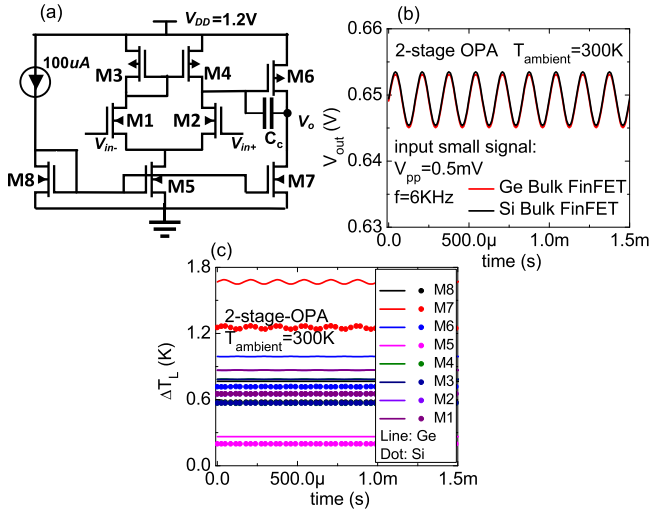 (a)
V_DD=1.2V
100uA
M3
M4
M6
M1
M2
V_in-
V_in+
C_c
V_o
M8
M5
M7
(b)
0.66
0.65
0.64
0.63
V_out (V)
2-stage OPA T_ambient=300K
input small signal:
V_pp=0.5mV
f=6KHz
Ge Bulk FinFET
Si Bulk FinFET
0.0 500.0μ 1.0m 1.5m
time (s)
(c)
1.8
1.2
0.6
0.0
ΔT_L (K)
2-stage-OPA
T_ambient=300K
M8
M7
M6
M5
M4
M3
M2
M1
Line: Ge
Dot: Si
0.0 500.0μ 1.0m 1.5m
time (s)